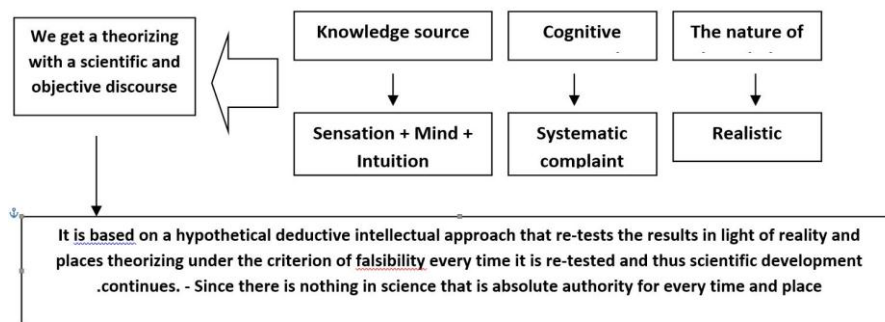 We get a theorizing
with a scientific and
objective discourse
Knowledge source
Cognitive
The nature of
Sensation + Mind +
Intuition
Systematic
complaint
Realistic
It is based on a hypothetical deductive intellectual approach that re-tests the results in light of reality and
places theorizing under the criterion of falsibility every time it is re-tested and thus scientific development
.continues. - Since there is nothing in science that is absolute authority for every time and place